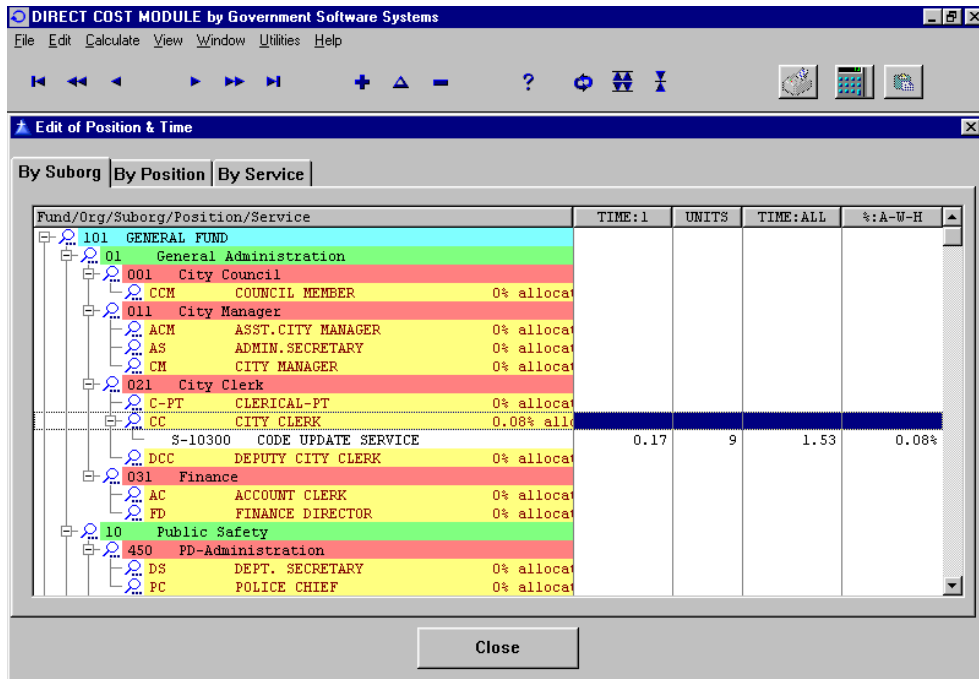 DIRECT COST MODULE by Government Software Systems
File Edit Calculate View Window Utilities Help
?
Edit of Position & Time
By Suborg By Position By Service
Fund/Org/Suborg/Position/Service TIME:1 UNITS TIME:ALL %:A-W-H
101 GENERAL FUND
01 General Administration
001 City Council
CCM COUNCIL MEMBER 0% allocat
011 City Manager
ACM ASST.CITY MANAGER 0% allocat
AS ADMIN.SECRETARY 0% allocat
CM CITY MANAGER 0% allocat
021 City Clerk
C-PT CLERICAL-PT 0% allocat
CC CITY CLERK 0.08% allo
S-10300 CODE UPDATE SERVICE 0.17 9 1.53 0.08%
DCC DEPUTY CITY CLERK 0% allocat
031 Finance
AC ACCOUNT CLERK 0% allocat
FD FINANCE DIRECTOR 0% allocat
10 Public Safety
450 PD-Administration
DS DEPT. SECRETARY 0% allocat
PC POLICE CHIEF 0% allocat
Close